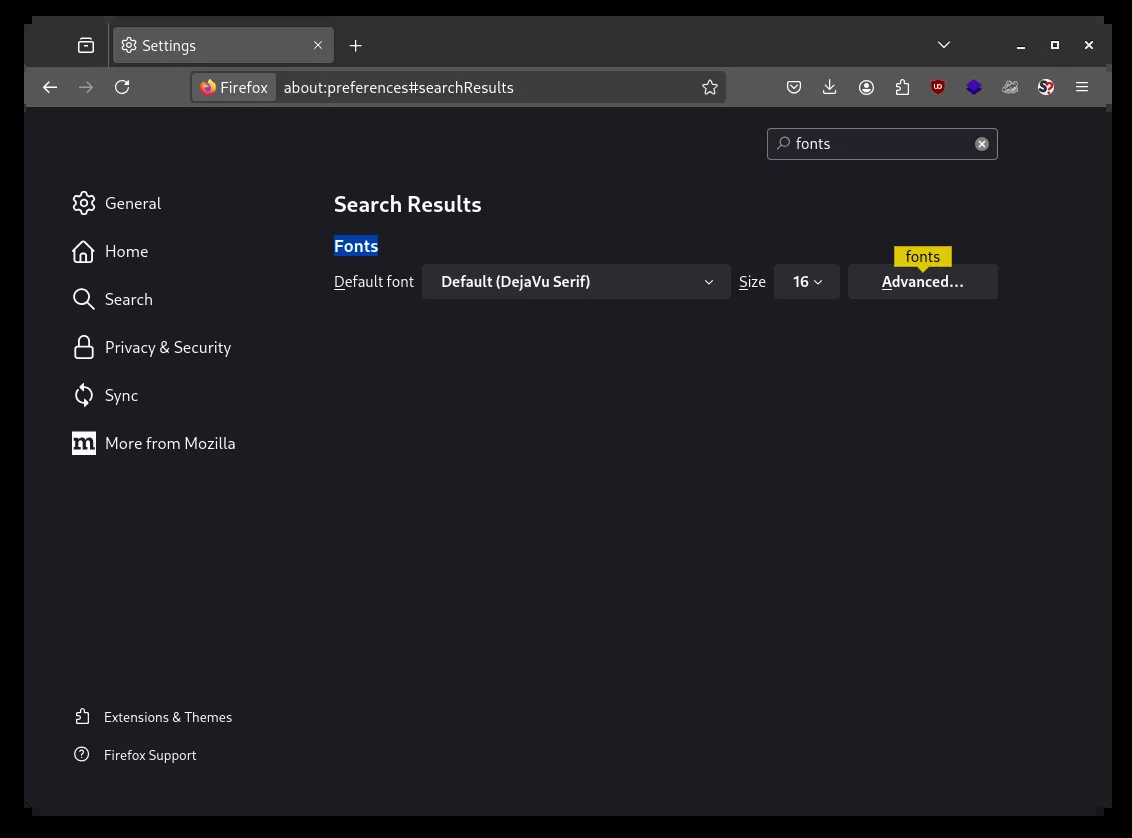 Settings
Firefox about:preferences#searchResults
fonts
General
Home
Search
Privacy & Security
Sync
m More from Mozilla
Extensions & Themes
Firefox Support
Search Results
Fonts
fonts
Default font Default (DejaVu Serif) Size 16 Advanced...